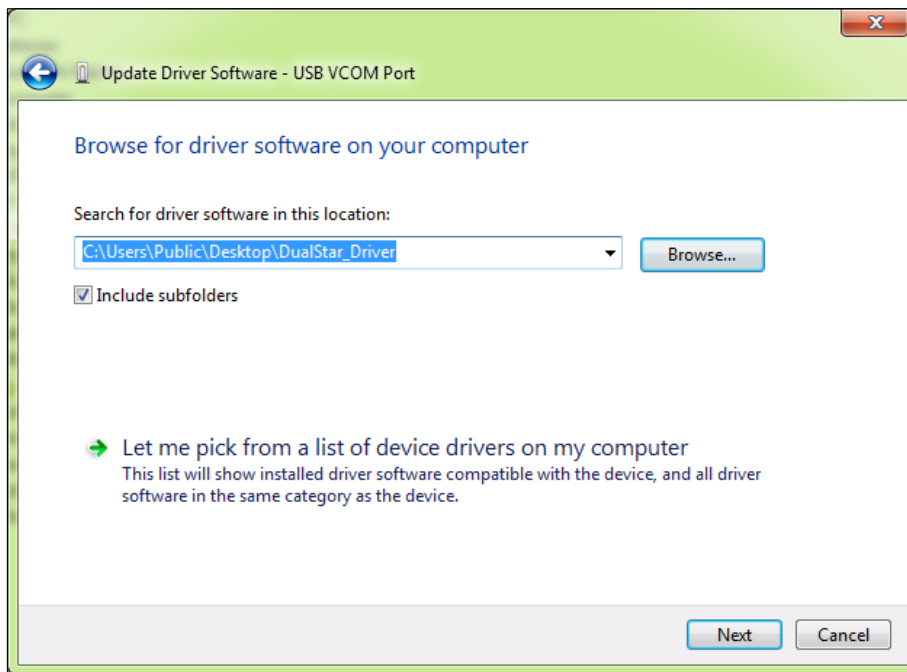 Update Driver Software - USB VCOM Port
Browse for driver software on your computer
Search for driver software in this location:
C:\Users\Public\Desktop\DualStar_Driver
Browse...
Include subfolders
Let me pick from a list of device drivers on my computer
This list will show installed driver software compatible with the device, and all driver
software in the same category as the device.
Next
Cancel